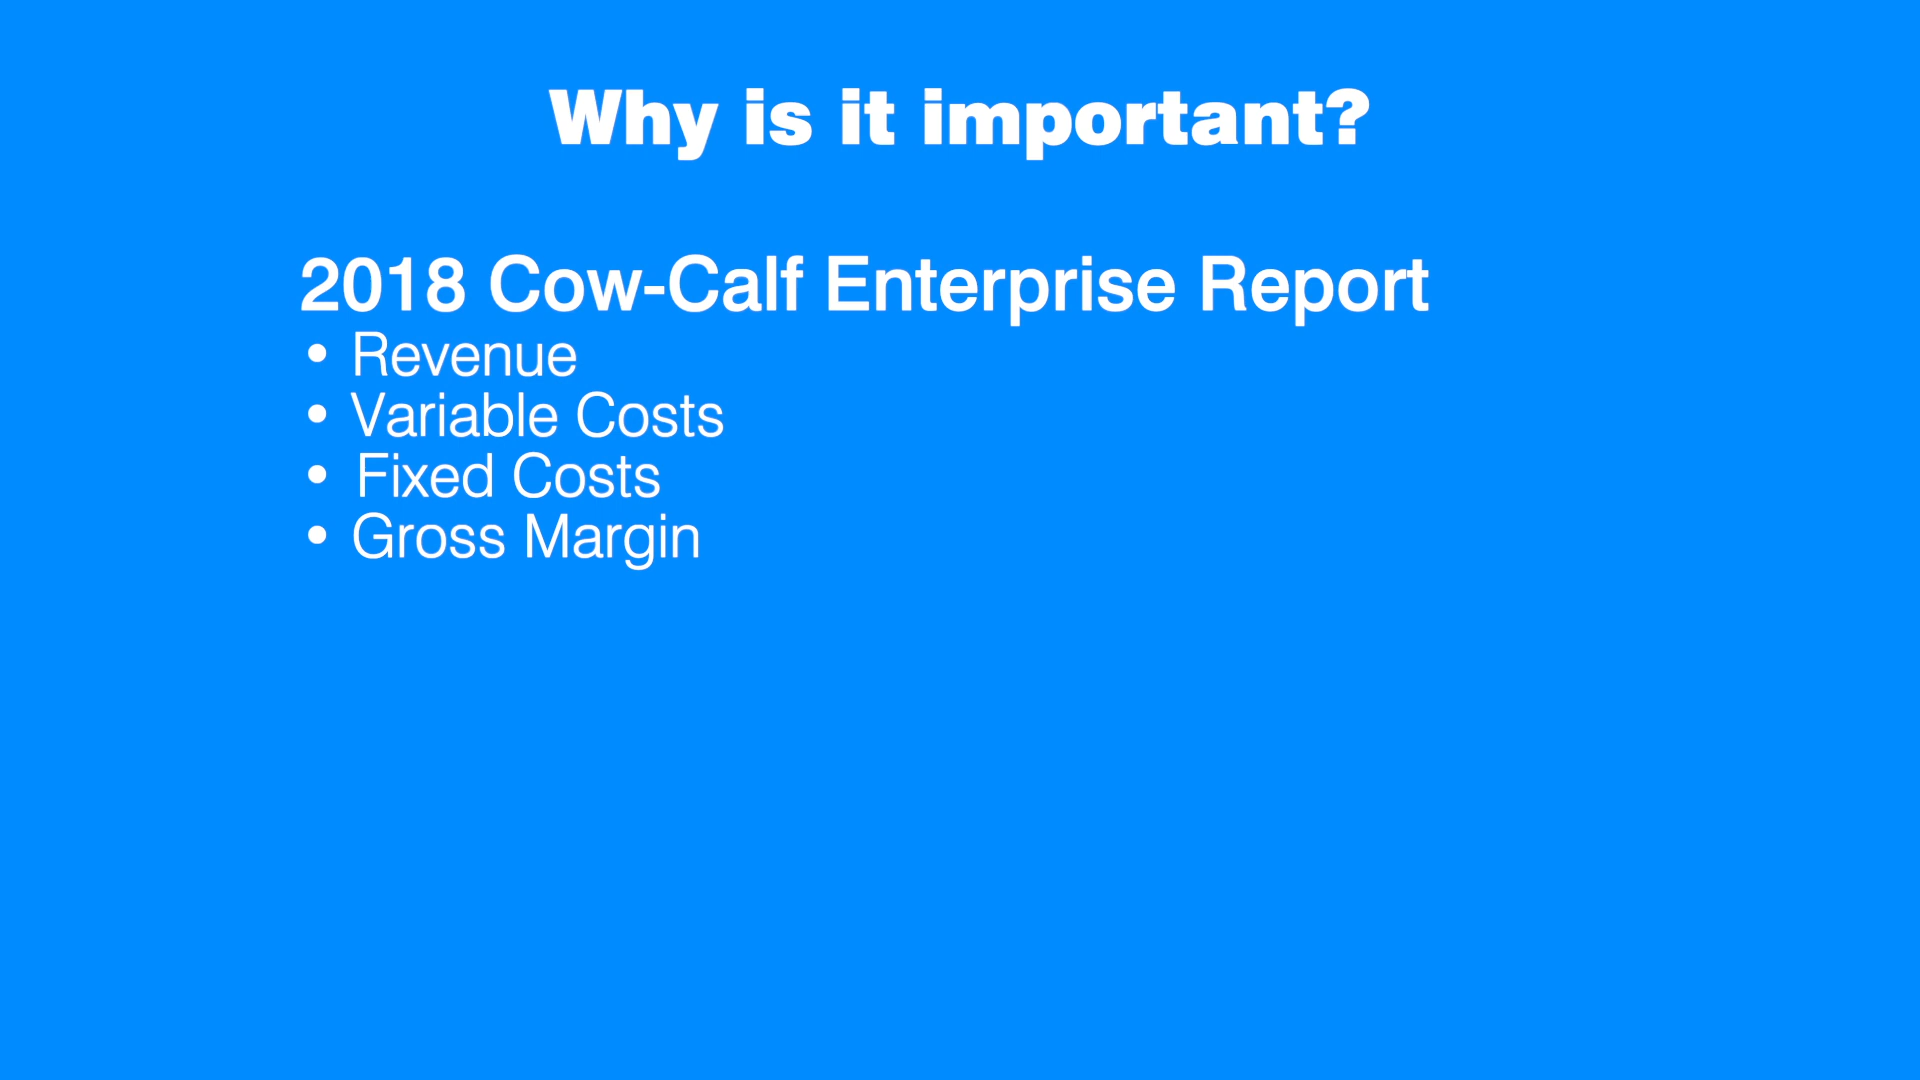 Why is it important?
2018 Cow-Calf Enterprise Report
• Revenue
• Variable Costs
• Fixed Costs
• Gross Margin